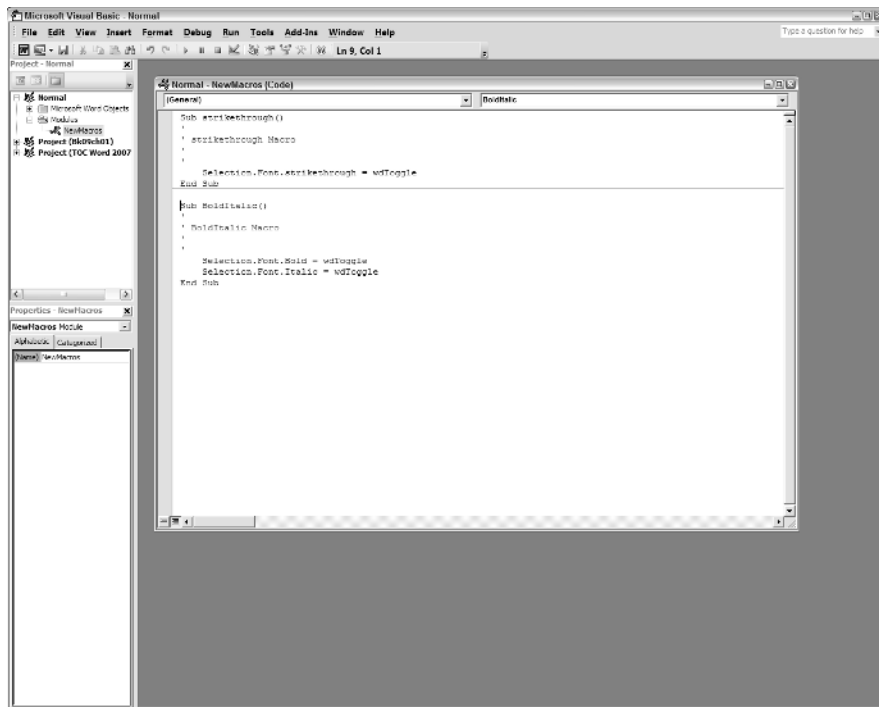 Microsoft Visual Basic - Normal
File Edit View Insert Format Debug Run Tools Add-Ins Window Help
Type a question for help
Ln 9, Col 1
Project - Normal
Normal
Microsoft Word Objects
Modules
NewMacros
Project (Bk09ch01)
Project (TOC Word 2007
Normal - NewMacros (Code)
(General)
BoldItalic
Sub strikethrough()
'
' strikethrough Macro
'
'
Selection.Font.strikethrough = wdToggle
End Sub
Sub BoldItalic()
'
' BoldItalic Macro
'
'
Selection.Font.Bold = wdToggle
Selection.Font.Italic = wdToggle
End Sub
Properties - NewMacros
NewMacros Module
Alphabetic Categorized
(Name) NewMacros